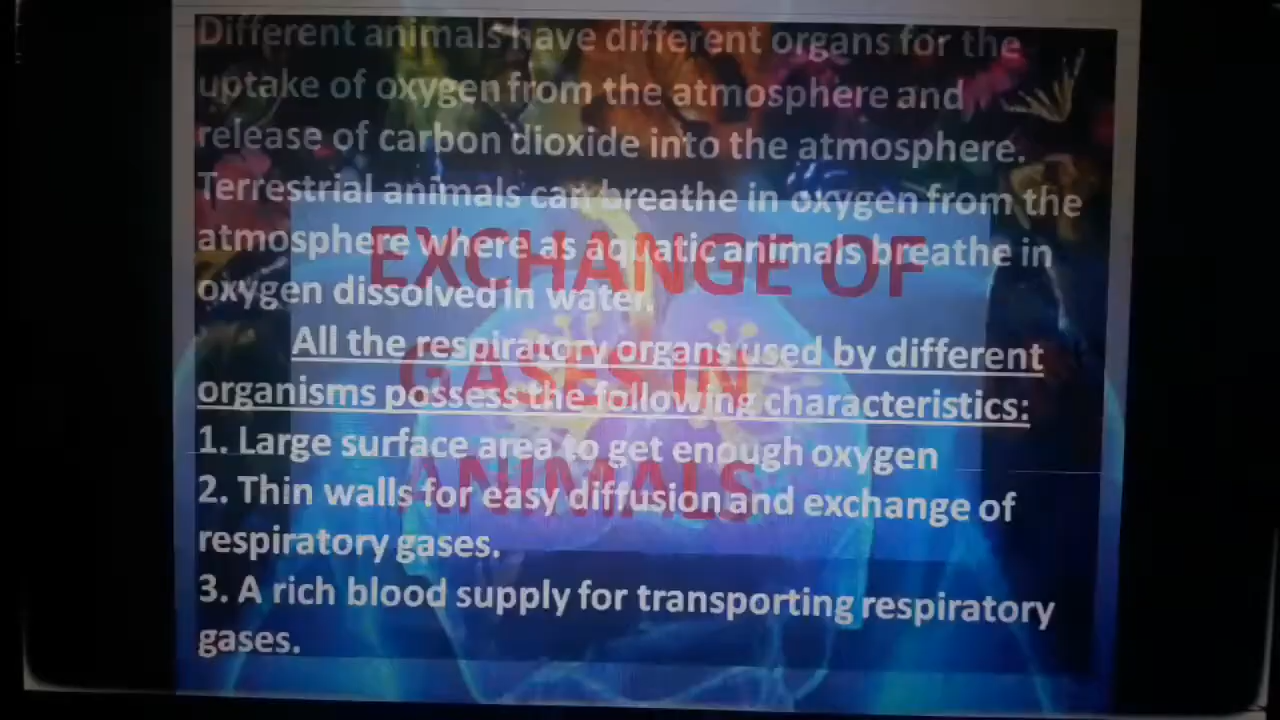 Different animals have different organs for the
uptake of oxygen from the atmosphere and
release of carbon dioxide into the atmosphere.
Terrestrial animals can breathe in oxygen from the
atmosphere where as aquatic animals breathe in
oxygen dissolved in water.
All the respiratory organs used by different
organisms possess the following characteristics:
1. Large surface area to get enough oxygen
2. Thin walls for easy diffusion and exchange of
respiratory gases.
3. A rich blood supply for transporting respiratory
gases.
EXCHANGE OF
GASES IN
ANIMALS